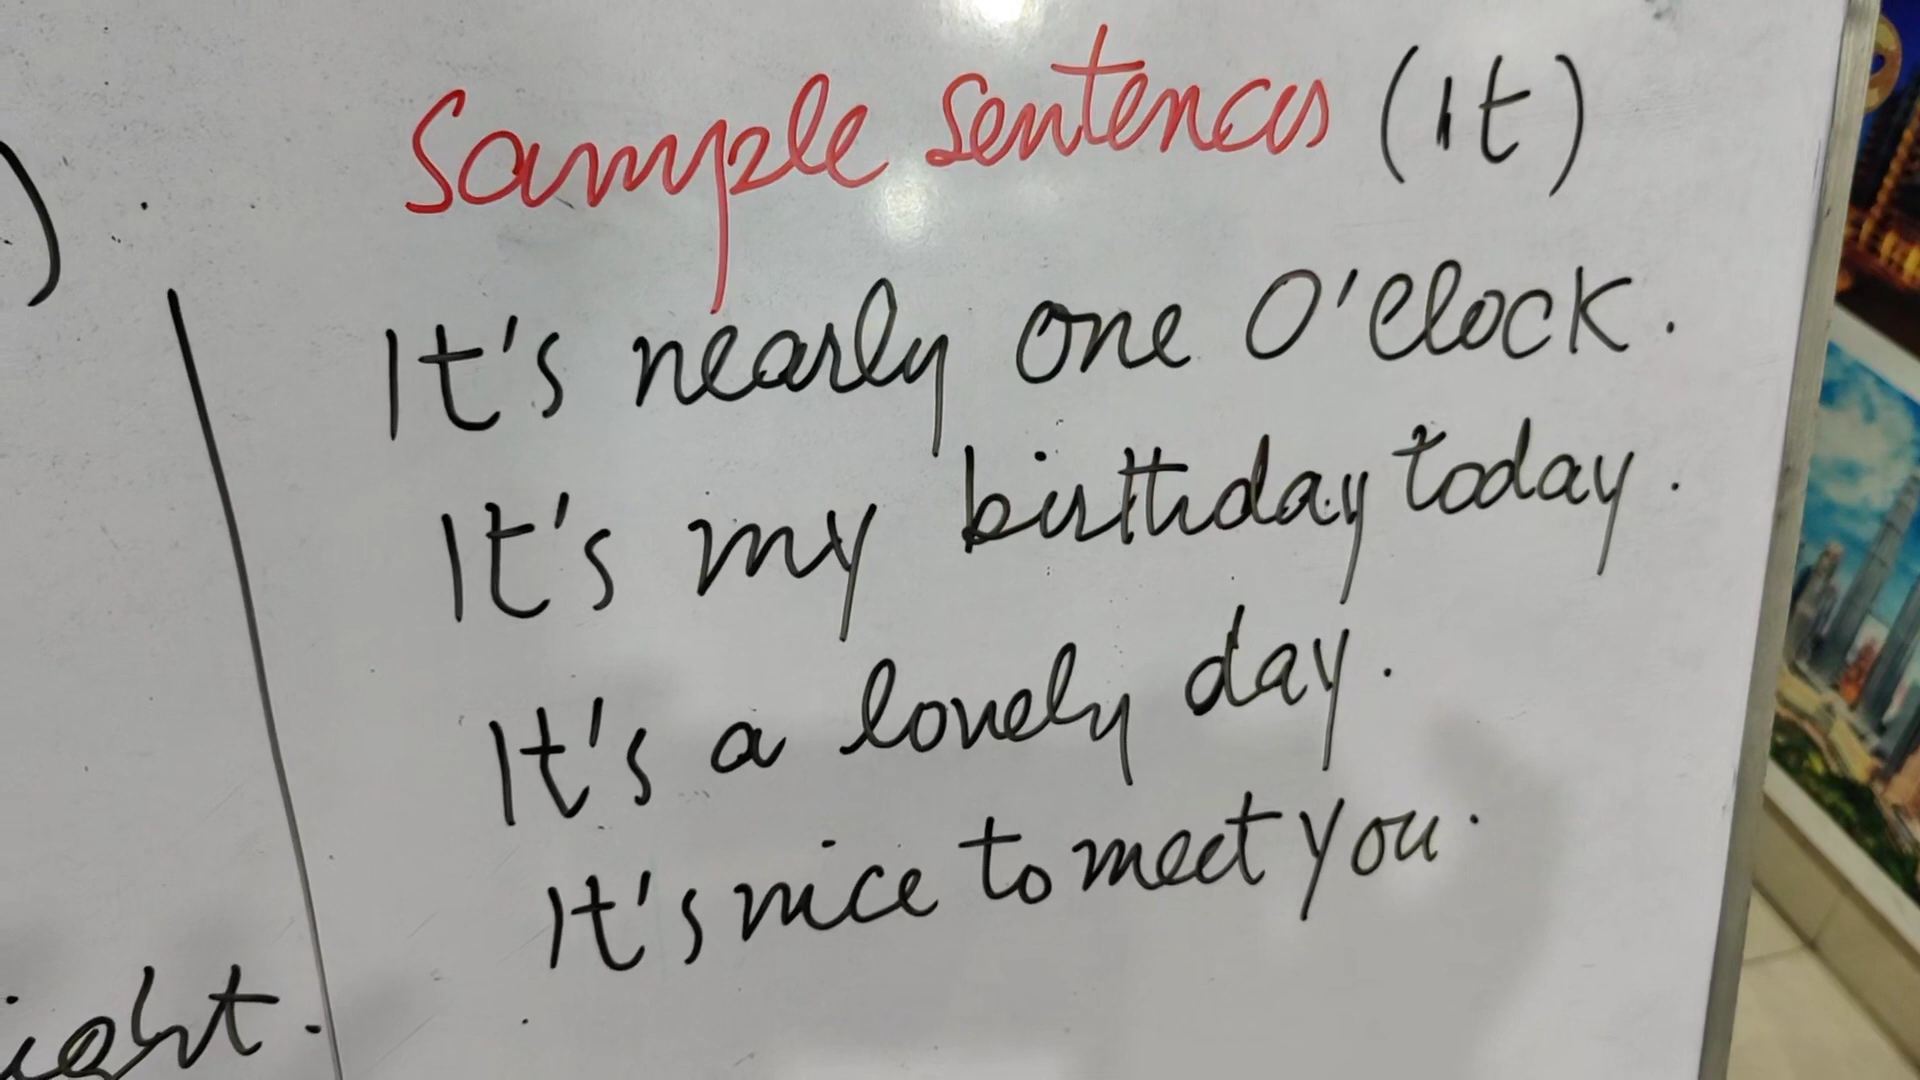 Sample sentences (It)
It's nearly one O'Clock.
It's my birthday today.
It's a lovely day.
It's nice to meet you.